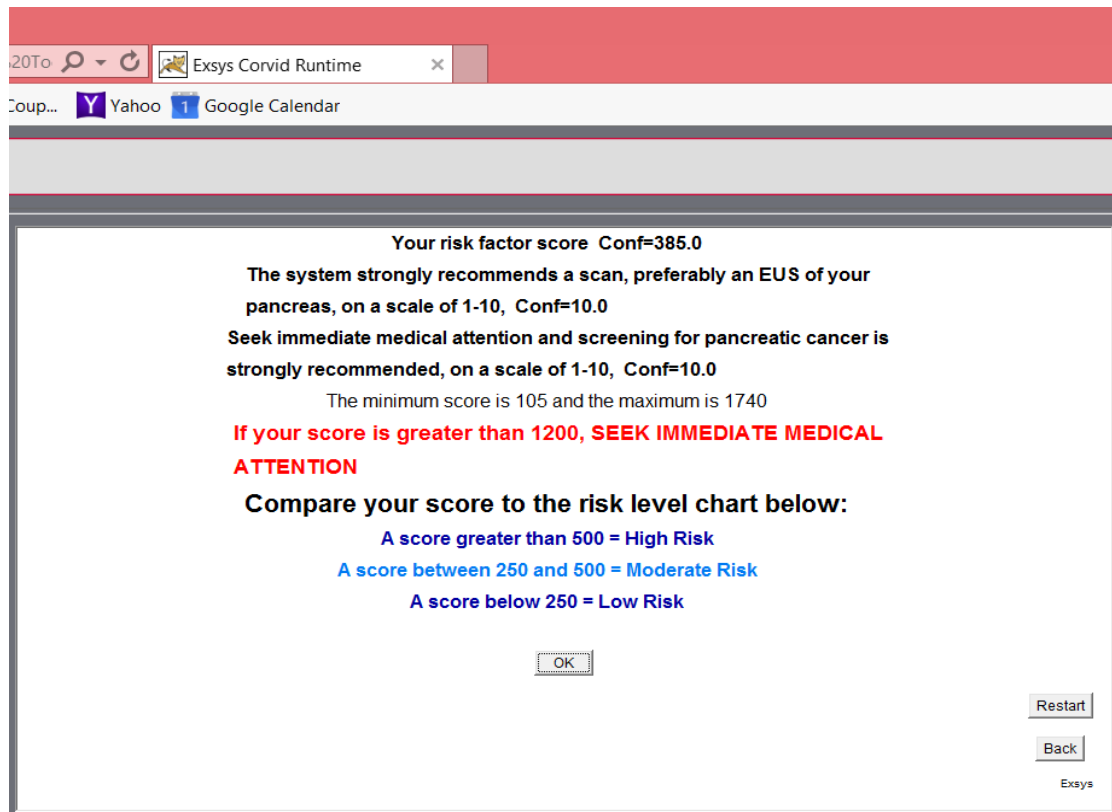 20To
Exsys Corvid Runtime
Coup...
Yahoo
1
Google Calendar
Your risk factor score Conf=385.0
The system strongly recommends a scan, preferably an EUS of your
pancreas, on a scale of 1-10, Conf=10.0
Seek immediate medical attention and screening for pancreatic cancer is
strongly recommended, on a scale of 1-10, Conf=10.0
The minimum score is 105 and the maximum is 1740
If your score is greater than 1200, SEEK IMMEDIATE MEDICAL
ATTENTION
Compare your score to the risk level chart below:
A score greater than 500 = High Risk
A score between 250 and 500 = Moderate Risk
A score below 250 = Low Risk
OK
Restart
Back
Exsys